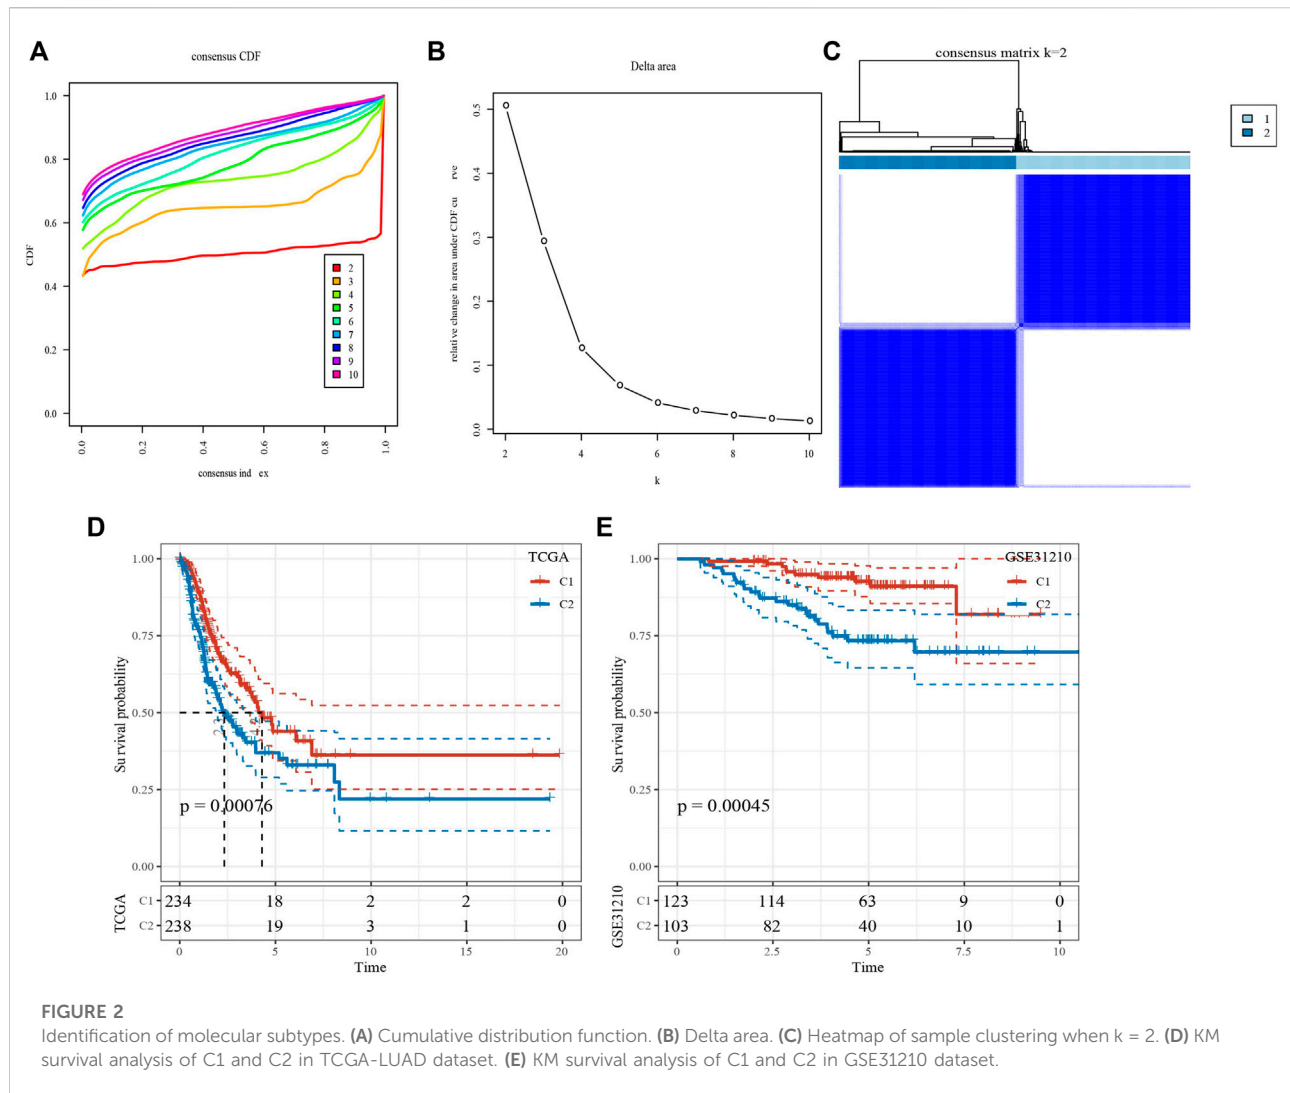 A
consensus CDF
CDF
1.0
0.8
0.6
0.4
0.2
0.0
0.0
0.2
0.4
0.6
0.8
1.0
consensus ind ex
2
3
4
5
6
7
8
9
10
B
Delta area
relati ve change in area under CDF cu rve
0.5
0.4
0.3
0.2
0.1
0.0
2
4
6
8
10
k
C
consensus matrix k=2
1
2
D
TCGA
C1
C2
Su rvival probability
1.00
0.75
0.50
0.25
0.00
p = 0.00076
TCGA
C1 234 18 2 2 0
C2 238 19 3 1 0
0 5 10 15 20
Time
E
GSE31210
C1
C2
Su rvival probability
1.00
0.75
0.50
0.25
0.00
p = 0.00045
GSE31210
C1 123 114 63 9 0
C2 103 82 40 10 1
0 2.5 5 7.5 10
Time
FIGURE 2
Identification of molecular subtypes. (A) Cumulative distribution function. (B) Delta area. (C) Heatmap of sample clustering when k = 2. (D) KM
survival analysis of C1 and C2 in TCGA-LUAD dataset. (E) KM survival analysis of C1 and C2 in GSE31210 dataset.